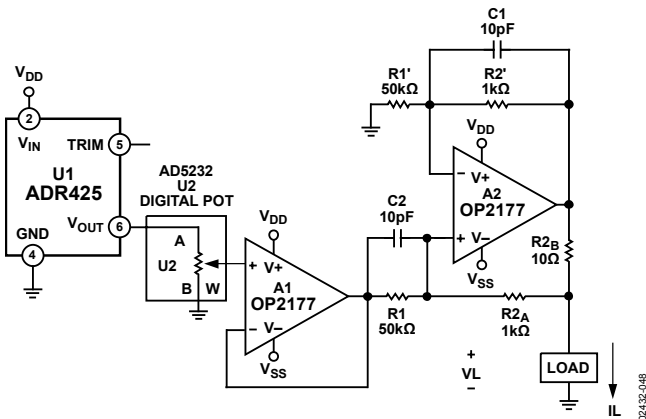 C1
10pF
R1'
50kΩ
R2'
1kΩ
VDD
2
VIN
TRIM
5
U1
ADR425
VOUT
6
GND
4
AD5232
U2
DIGITAL POT
A
U2
B
W
VDD
+
V+
A1
OP2177
−
V−
VSS
C2
10pF
R1
50kΩ
VDD
−
V+
A2
OP2177
+
V−
VSS
R2B
10Ω
R2A
1kΩ
+
VL
−
LOAD
IL
02432-048